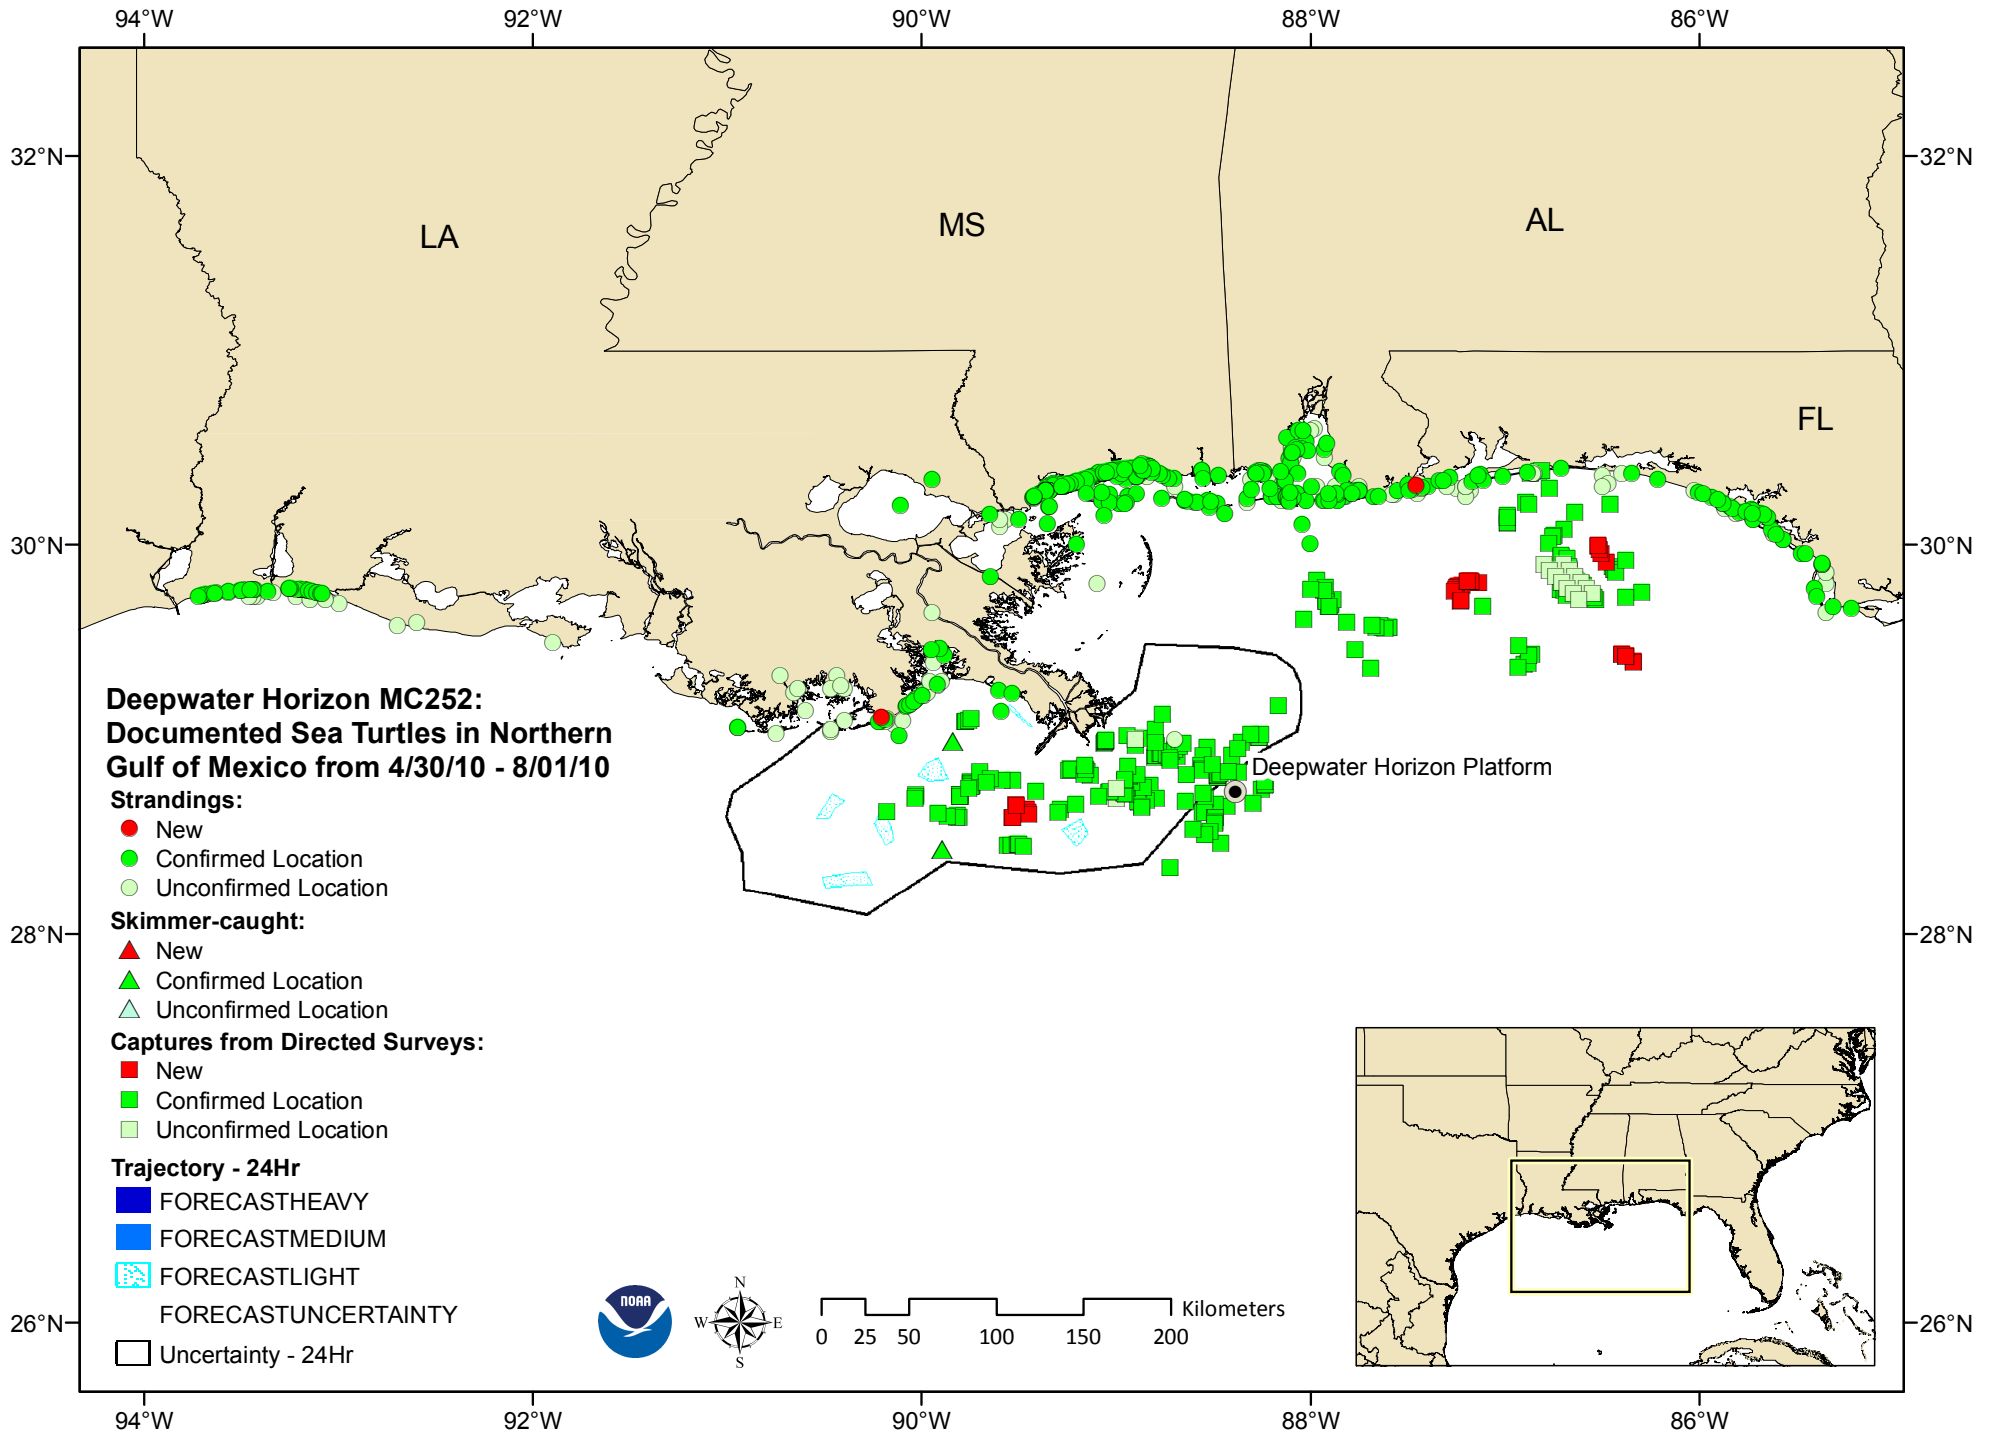 94°W 92°W 90°W 88°W 86°W
32°N 32°N
LA MS AL
FL
30°N 30°N
Deepwater Horizon MC252:
Documented Sea Turtles in Northern
Gulf of Mexico from 4/30/10 - 8/01/10
Deepwater Horizon Platform
Strandings:
New
Confirmed Location
Unconfirmed Location
Skimmer-caught:
New
Confirmed Location
Unconfirmed Location
Captures from Directed Surveys:
New
Confirmed Location
Unconfirmed Location
28°N 28°N
Trajectory - 24Hr
FORECASTHEAVY
FORECASTMEDIUM
FORECASTLIGHT
FORECASTUNCERTAINTY
Uncertainty - 24Hr
NOAA
N
W E
S
Kilometers
0 25 50 100 150 200
26°N 26°N
94°W 92°W 90°W 88°W 86°W